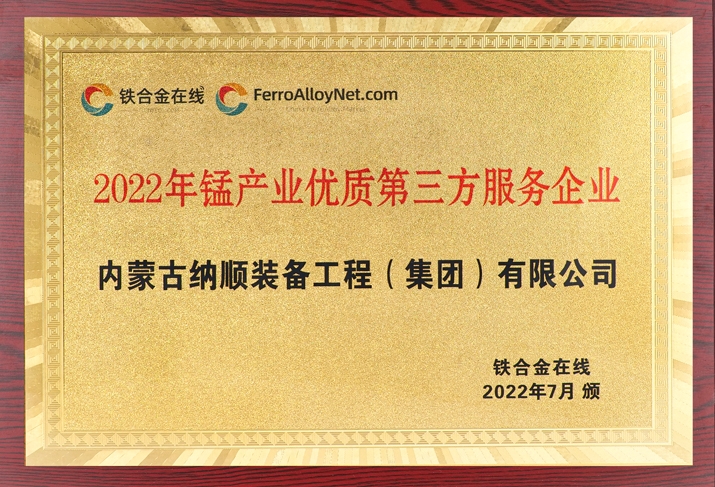 铁合金在线 FerroAlloyNet.com
2022年锰产业优质第三方服务企业
内蒙古纳顺装备工程（集团）有限公司
铁合金在线
2022年7月 颁